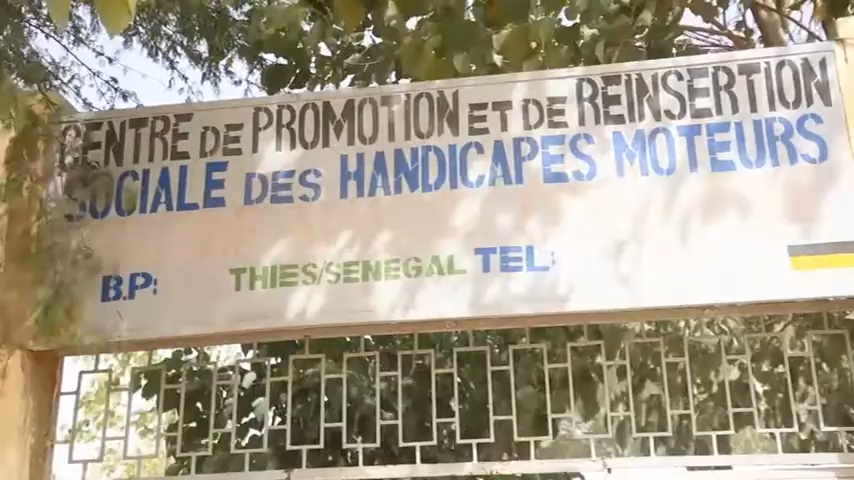 CENTRE DE PROMOTION ET DE REINSERTION
SOCIALE DES HANDICAPES MOTEURS
B.P: THIES/SENEGAL TEL: